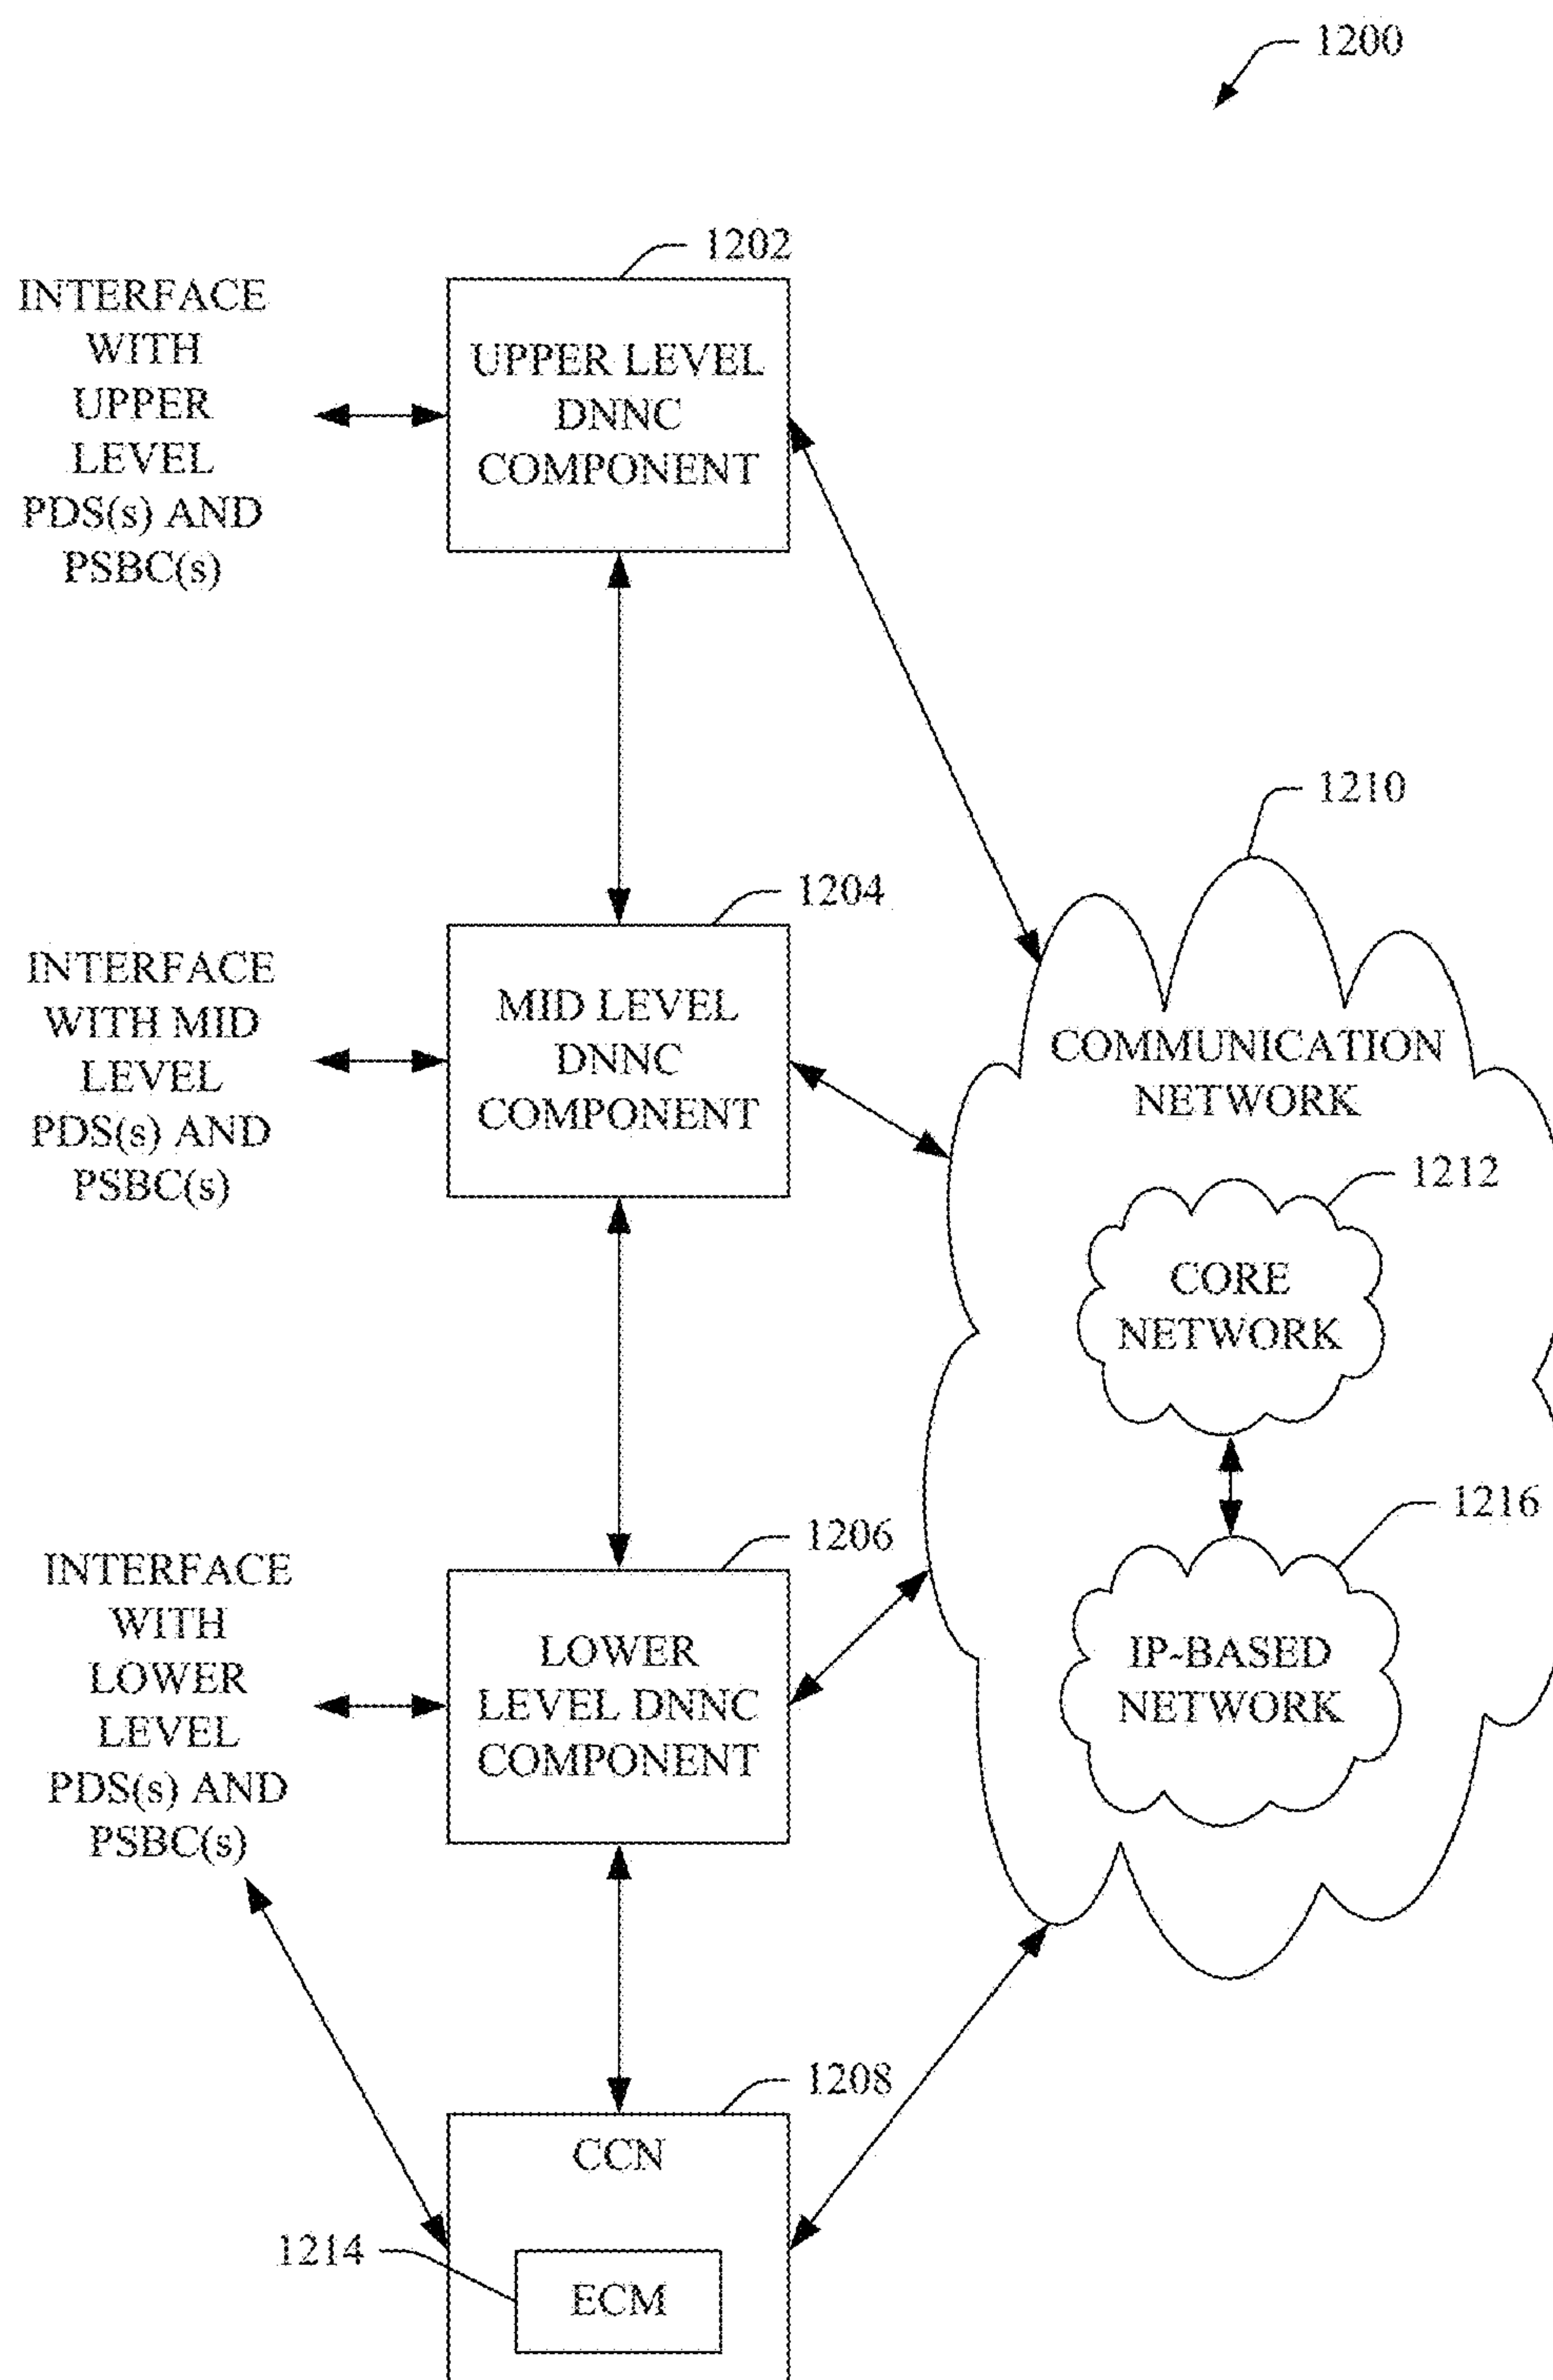 1200
1202
INTERFACE
WITH
UPPER
LEVEL
PDS(s) AND
PSBC(s)
UPPER LEVEL
DNNC
COMPONENT
1210
1204
INTERFACE
WITH MID
LEVEL
PDS(s) AND
PSBC(s)
MID LEVEL
DNNC
COMPONENT
COMMUNICATION
NETWORK
1212
CORE
NETWORK
1216
IP-BASED
NETWORK
1206
INTERFACE
WITH
LOWER
LEVEL
PDS(s) AND
PSBC(s)
LOWER
LEVEL DNNC
COMPONENT
1208
CCN
1214
ECM